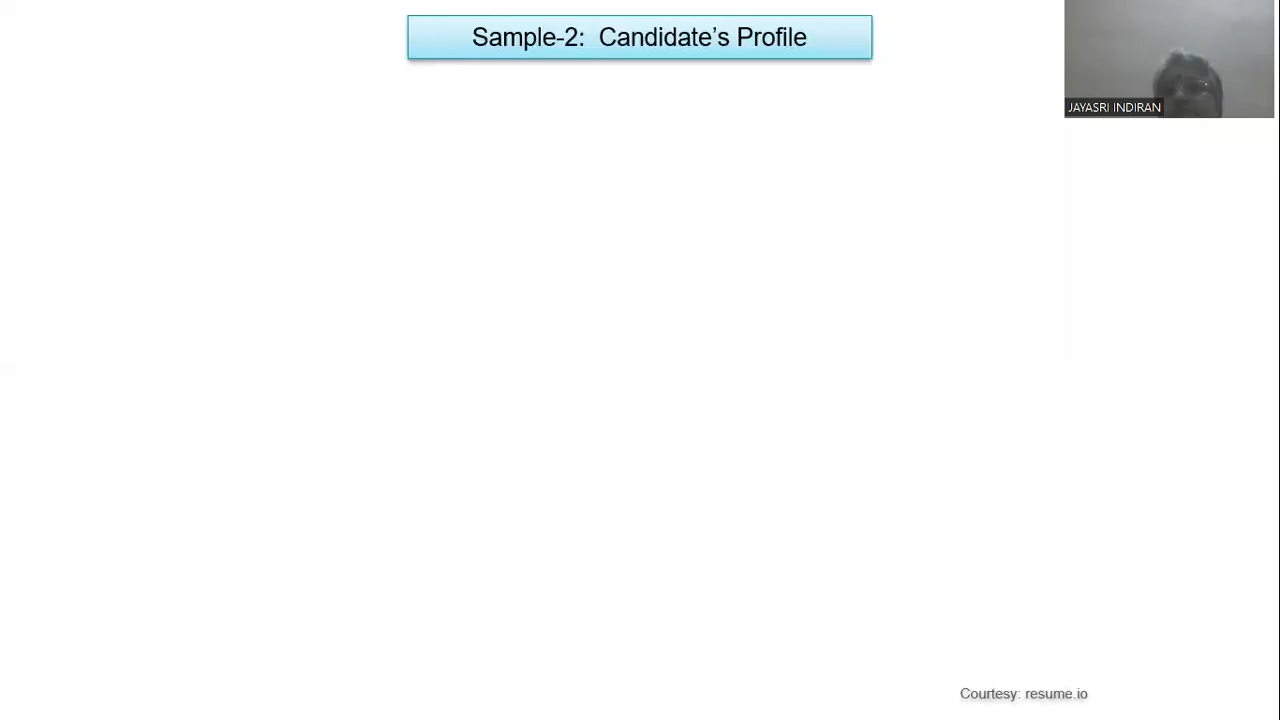 Sample-2:  Candidate’s Profile
JAYASRI INDIRAN
Courtesy: resume.io